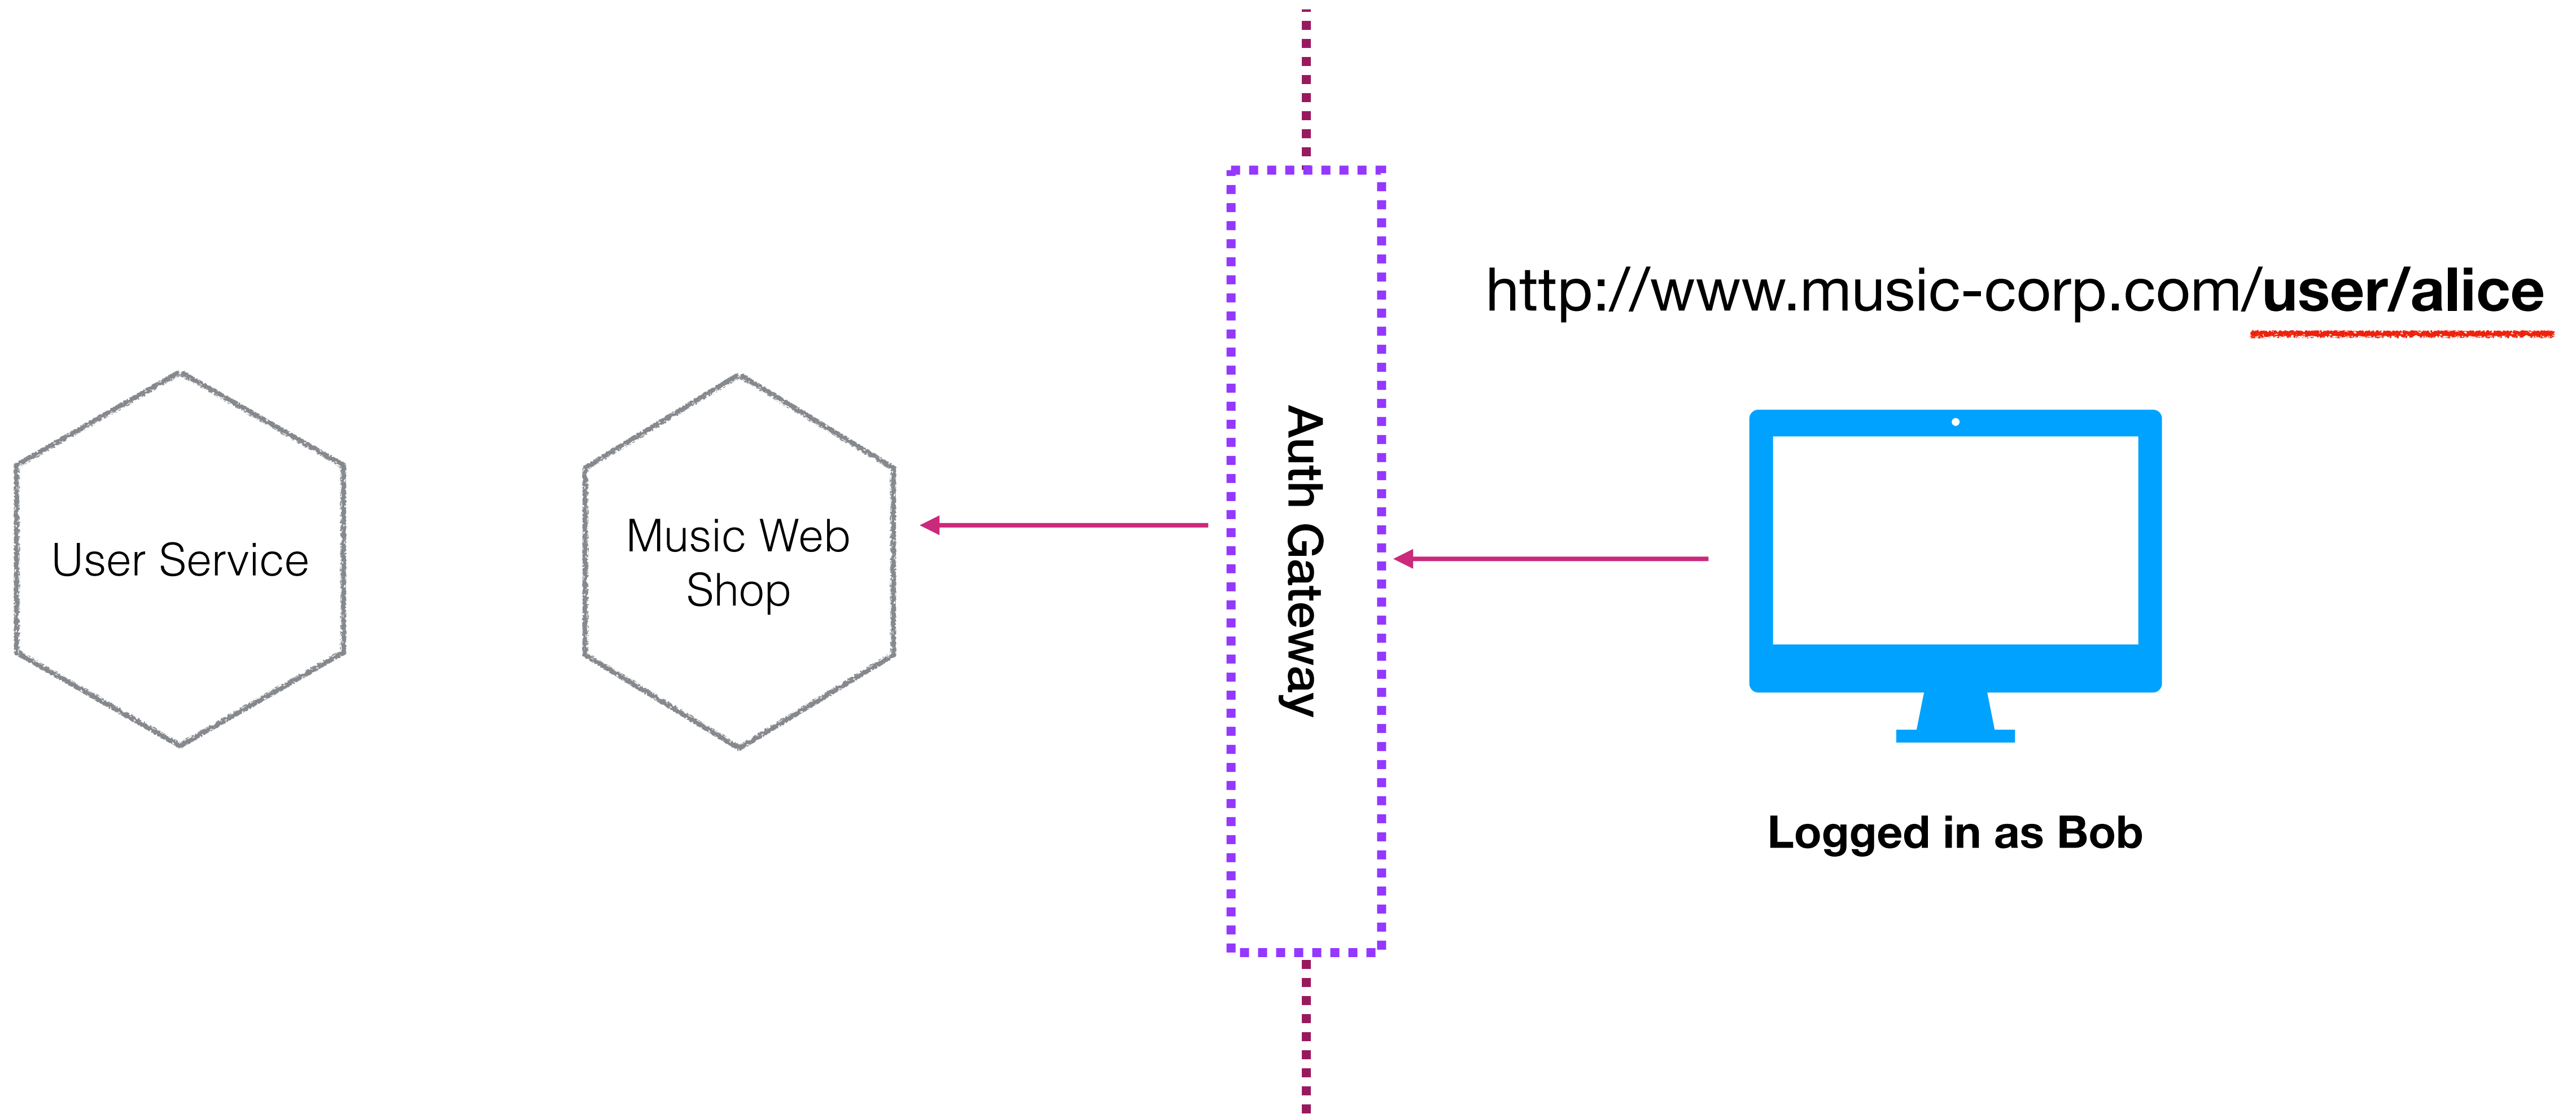 http://www.music-corp.com/user/alice
User Service
Music Web
Shop
Auth Gateway
Logged in as Bob